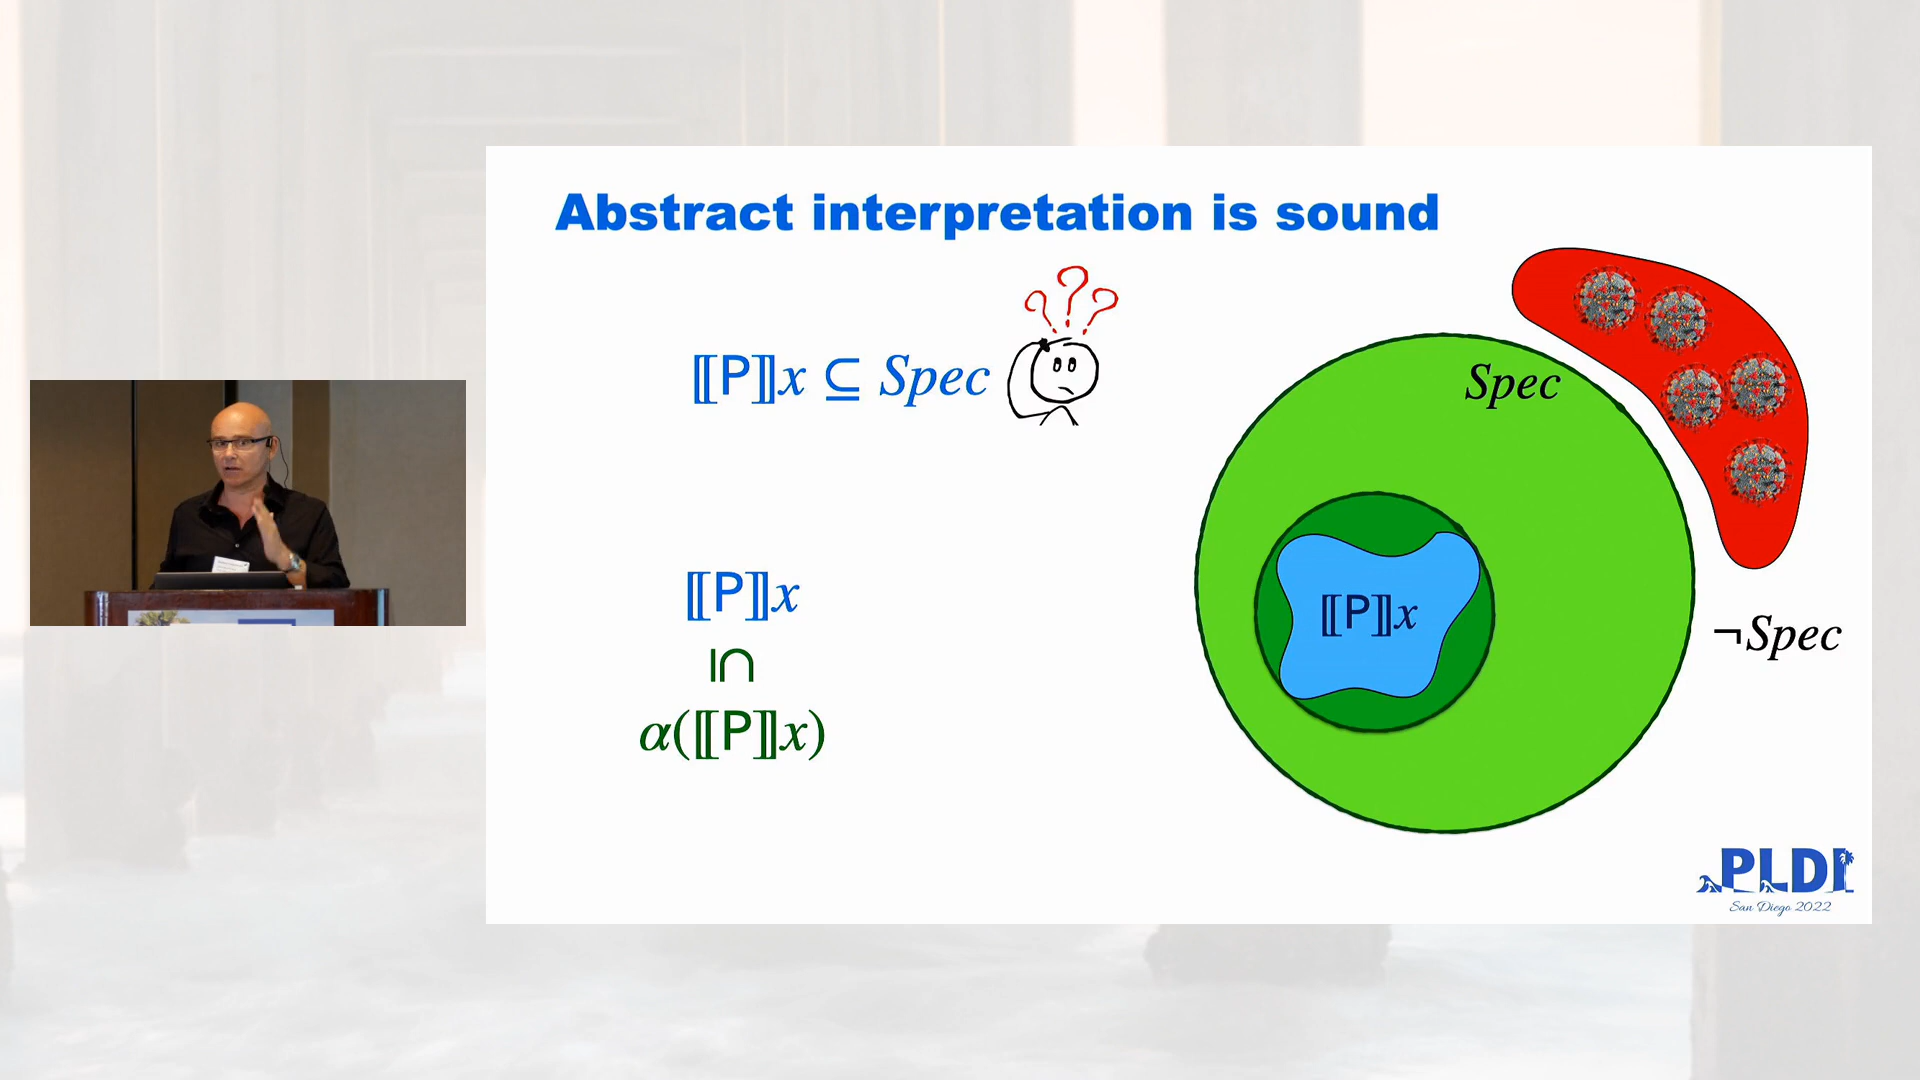 Abstract interpretation is sound
? ? ?
⟦P⟧x ⊆ Spec
⟦P⟧x
⊆
α(⟦P⟧x)
Spec
⟦P⟧x
¬Spec
PLDI
San Diego 2022